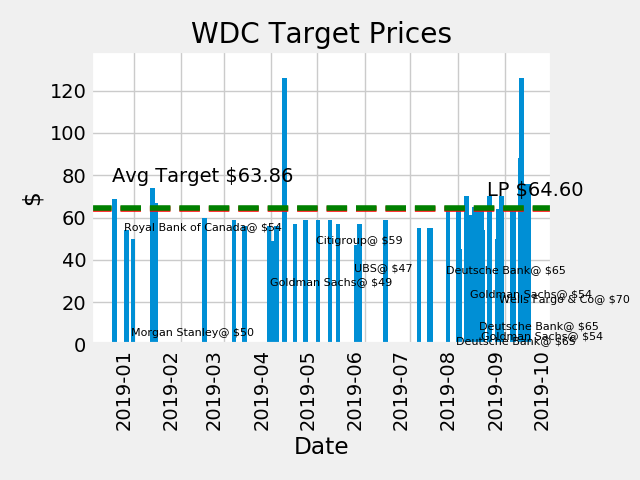 WDC Target Prices
120
100
80
60
40
20
0
$
Avg Target $63.86
LP $64.60
Royal Bank of Canada@ $54
Citigroup@ $59
UBS@ $47
Goldman Sachs@ $49
Morgan Stanley@ $50
Deutsche Bank@ $65
Goldman Sachs@ $54
Wells Fargo & Co@ $70
Deutsche Bank@ $65
Goldman Sachs@ $54
Deutsche Bank@ $65
2019-01
2019-02
2019-03
2019-04
2019-05
2019-06
2019-07
2019-08
2019-09
2019-10
Date